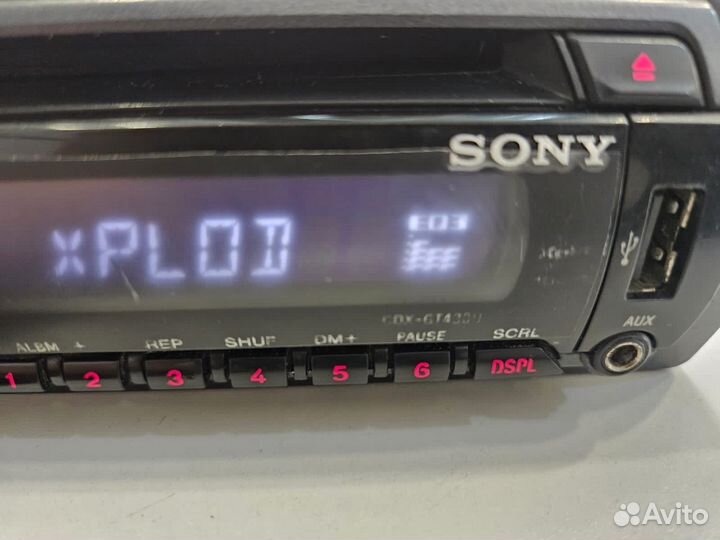 SONY
xPLOD EQ3
CDX-GT430U
AUX
ALBM + REP SHUF DM+ PAUSE SCRL
1 2 3 4 5 6 DSPL
Avito